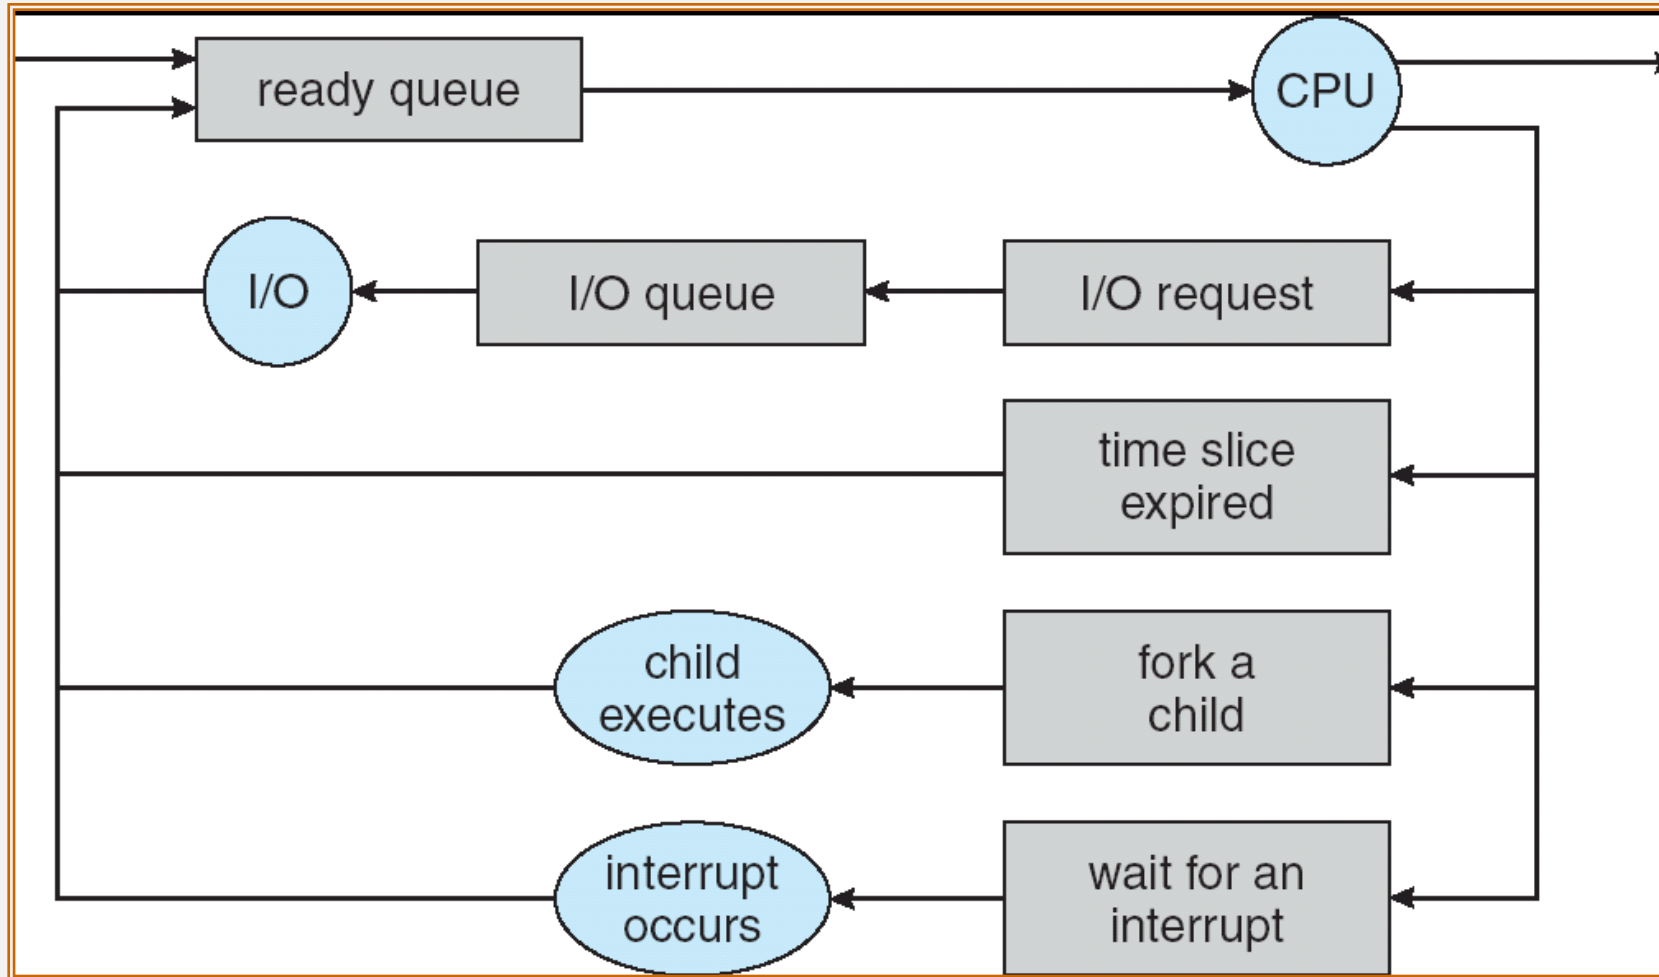 ready queue
CPU
I/O
I/O queue
I/O request
time slice
expired
child
executes
fork a
child
interrupt
occurs
wait for an
interrupt